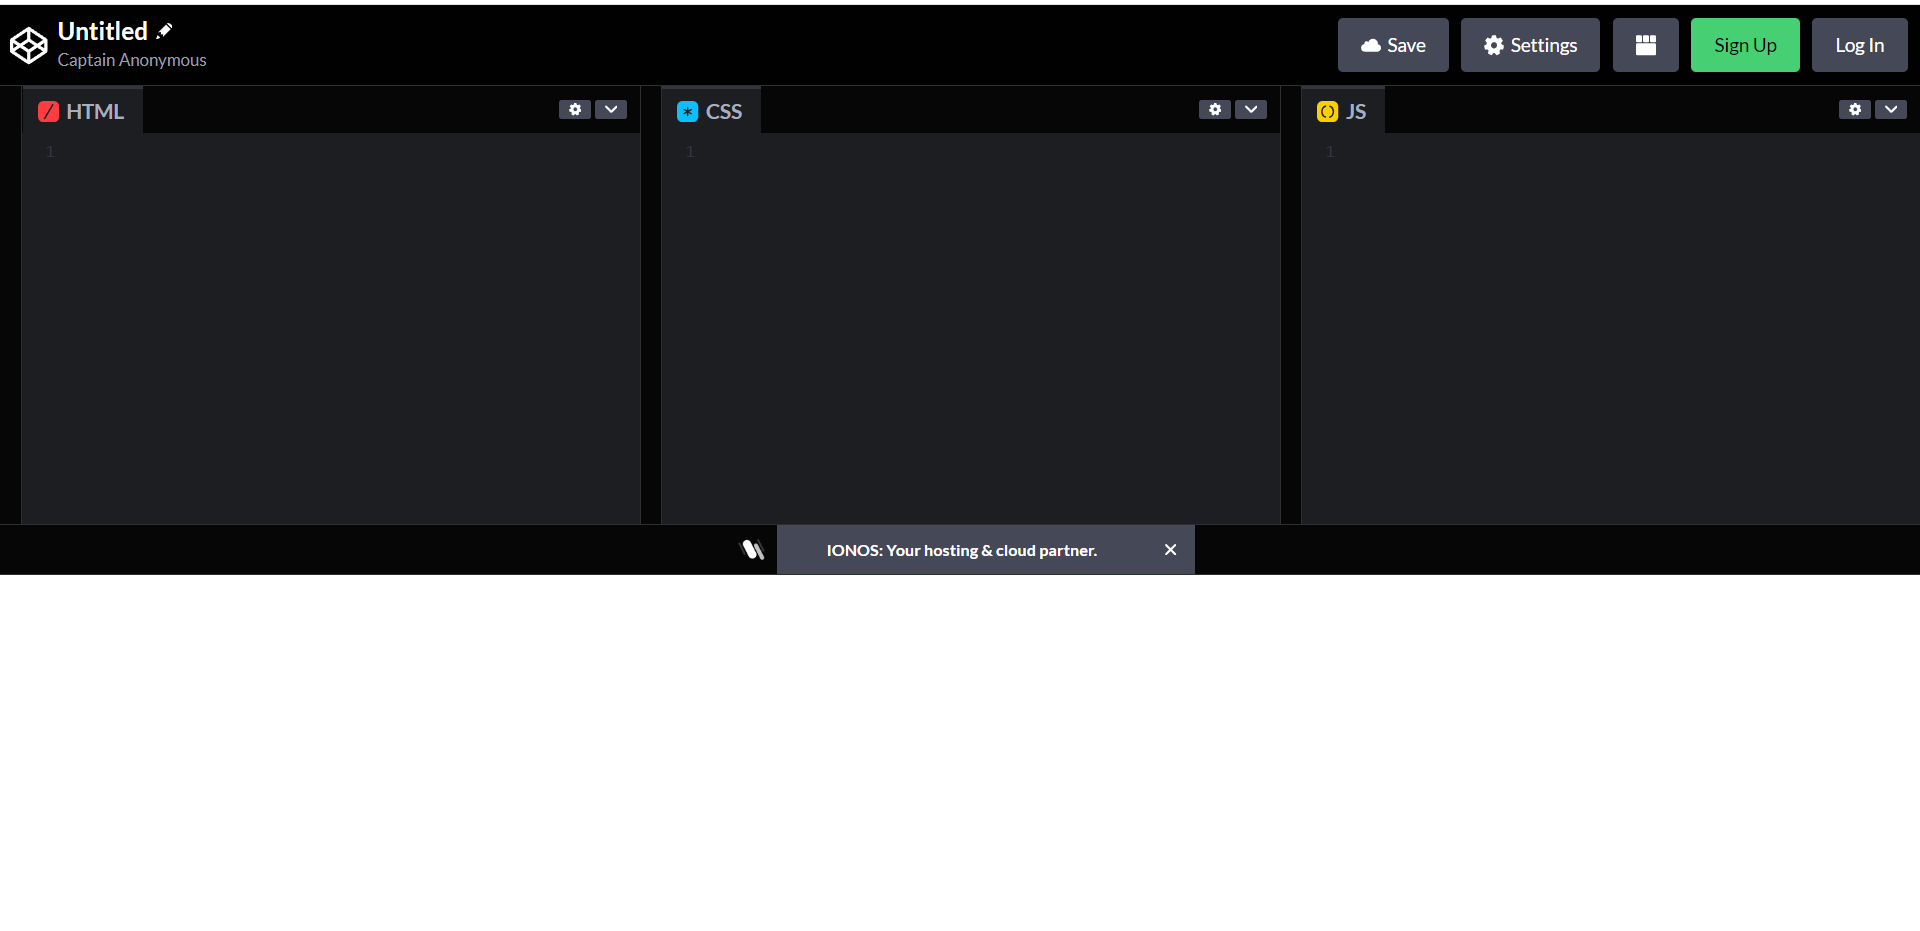 Untitled
Captain Anonymous
Save
Settings
Sign Up
Log In
HTML
CSS
JS
1
1
1
IONOS: Your hosting & cloud partner.